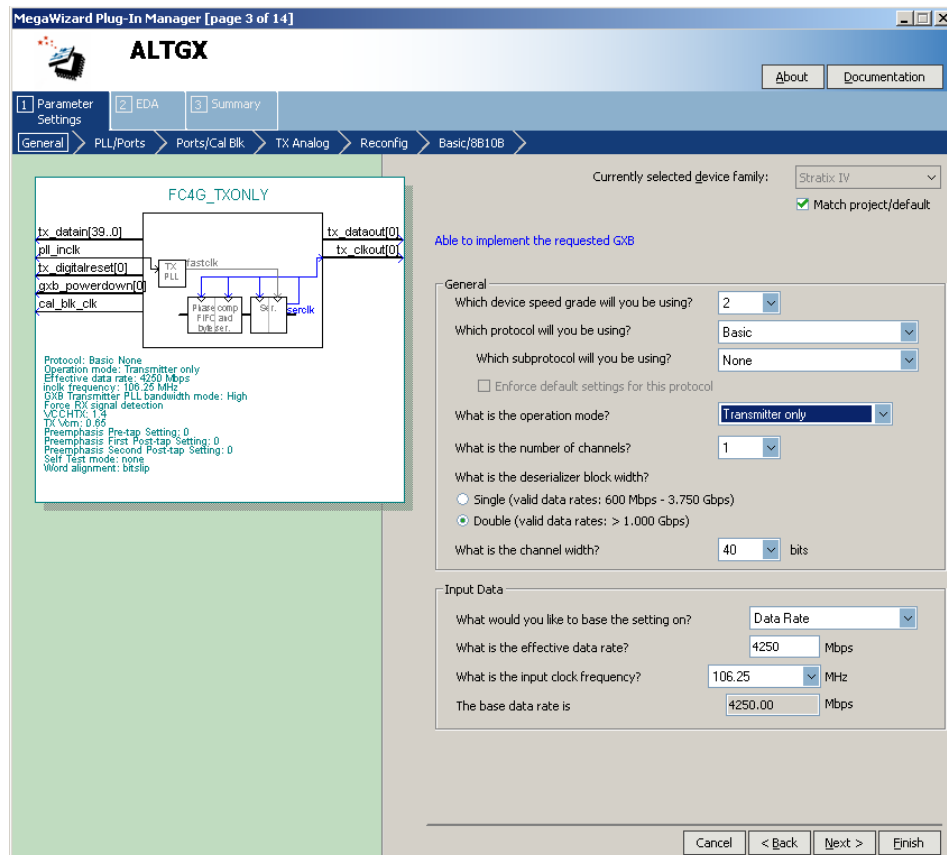 MegaWizard Plug-In Manager [page 3 of 14]
ALTGX
About
Documentation
1 Parameter Settings
2 EDA
3 Summary
General
PLL/Ports
Ports/Cal Blk
TX Analog
Reconfig
Basic/8B10B
Currently selected device family:
Stratix IV
Match project/default
FC4G_TXONLY
tx_datain[39..0]
tx_dataout[0]
pll_inclk
tx_clkout[0]
tx_digitalreset[0]
TX PLL
fastclk
gxb_powerdown[0]
cal_blk_clk
Phase comp FIFO and byte ser.
Ser.
serclk
Protocol: Basic None
Operation mode: Transmitter only
Effective data rate: 4250 Mbps
inclk frequency: 106.25 MHz
GXB Transmitter PLL bandwidth mode: High
Force RX signal detection
VCCHTX: 1.4
TX Vcm: 0.65
Preemphasis Pre-tap Setting: 0
Preemphasis First Post-tap Setting: 0
Preemphasis Second Post-tap Setting: 0
Self Test mode: none
Word alignment: bitslip
Able to implement the requested GXB
General
Which device speed grade will you be using?
2
Which protocol will you be using?
Basic
Which subprotocol will you be using?
None
Enforce default settings for this protocol
What is the operation mode?
Transmitter only
What is the number of channels?
1
What is the deserializer block width?
Single (valid data rates: 600 Mbps - 3.750 Gbps)
Double (valid data rates: > 1.000 Gbps)
What is the channel width?
40 bits
Input Data
What would you like to base the setting on?
Data Rate
What is the effective data rate?
4250 Mbps
What is the input clock frequency?
106.25 MHz
The base data rate is
4250.00 Mbps
Cancel
< Back
Next >
Finish